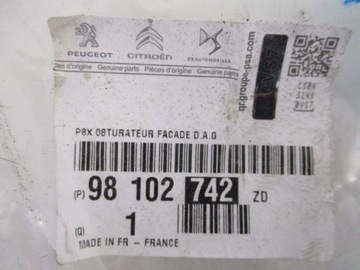 PEUGEOT CITROËN DS AUTOMOBILES
Pièces d'origine Genuine parts Pièces d'origine Genuine parts
qr.groupe-psa.com
P8X OBTURATEUR FACADE D.A.G
(P) 98 102 742 ZD
(Q) 1
MADE IN FR - FRANCE